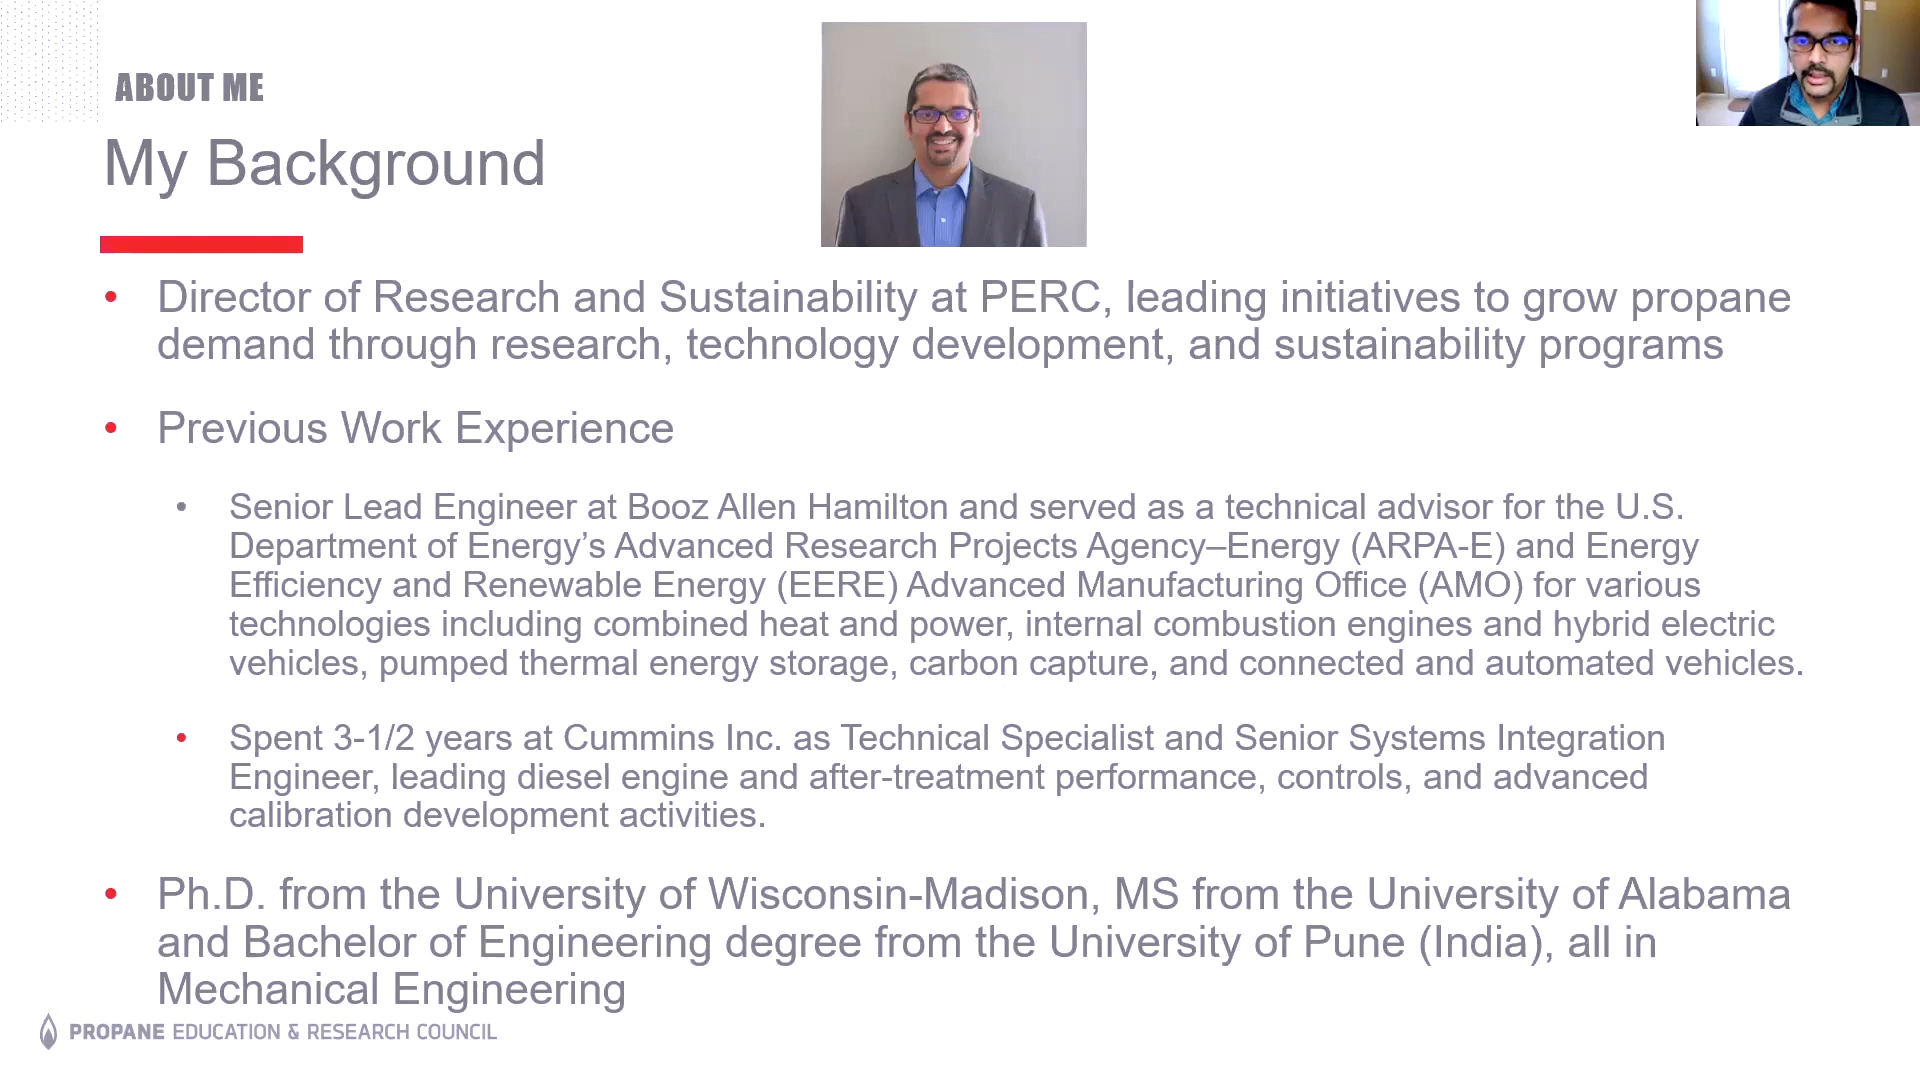 ABOUT ME
My Background
• Director of Research and Sustainability at PERC, leading initiatives to grow propane
demand through research, technology development, and sustainability programs
• Previous Work Experience
• Senior Lead Engineer at Booz Allen Hamilton and served as a technical advisor for the U.S.
Department of Energy’s Advanced Research Projects Agency–Energy (ARPA-E) and Energy
Efficiency and Renewable Energy (EERE) Advanced Manufacturing Office (AMO) for various
technologies including combined heat and power, internal combustion engines and hybrid electric
vehicles, pumped thermal energy storage, carbon capture, and connected and automated vehicles.
• Spent 3-1/2 years at Cummins Inc. as Technical Specialist and Senior Systems Integration
Engineer, leading diesel engine and after-treatment performance, controls, and advanced
calibration development activities.
• Ph.D. from the University of Wisconsin-Madison, MS from the University of Alabama
and Bachelor of Engineering degree from the University of Pune (India), all in
Mechanical Engineering
PROPANE EDUCATION & RESEARCH COUNCIL